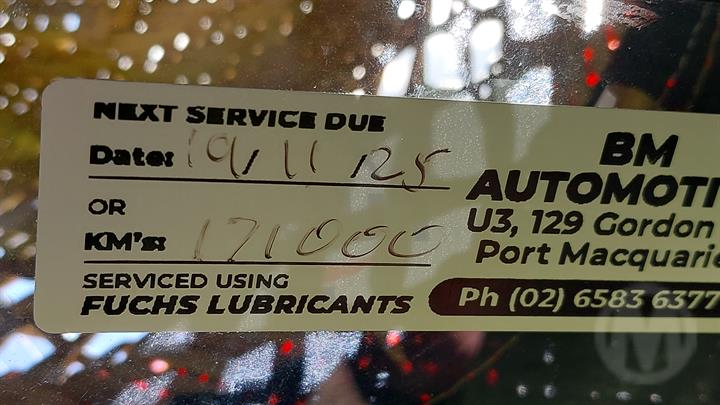 NEXT SERVICE DUE
Date: 19/11/25
OR
KM's: 171000
SERVICED USING
FUCHS LUBRICANTS
BM
AUTOMOTI
U3, 129 Gordon
Port Macquarie
Ph (02) 6583 6377
M